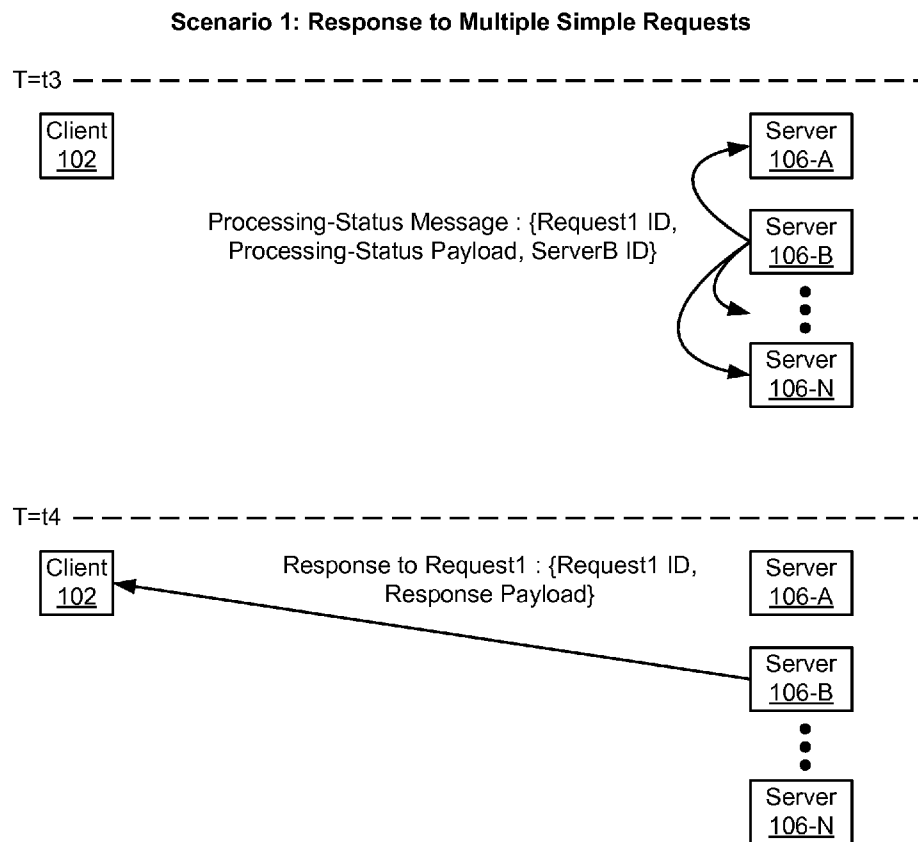 Scenario 1: Response to Multiple Simple Requests
T=t3
Client
102
Server
106-A
Processing-Status Message : {Request1 ID,
Processing-Status Payload, ServerB ID}
Server
106-B
Server
106-N
T=t4
Client
102
Response to Request1 : {Request1 ID,
Response Payload}
Server
106-A
Server
106-B
Server
106-N